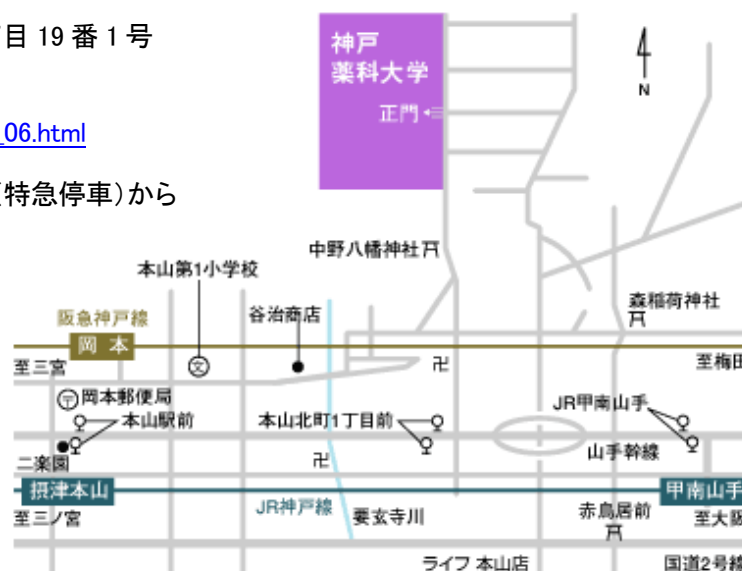 丁目 19 番 1 号
_06.html
(特急停車)から
神戸
薬科大学
正門
N
中野八幡神社
本山第1小学校
谷治商店
森稲荷神社
阪急神戸線
岡 本
至三宮
文
卍
至梅田
〒岡本郵便局
本山駅前
本山北町1丁目前
JR甲南山手
二楽園
卍
山手幹線
摂津本山
甲南山手
至三ノ宮
JR神戸線
要玄寺川
赤鳥居前
至大阪
ライフ 本山店
国道2号線